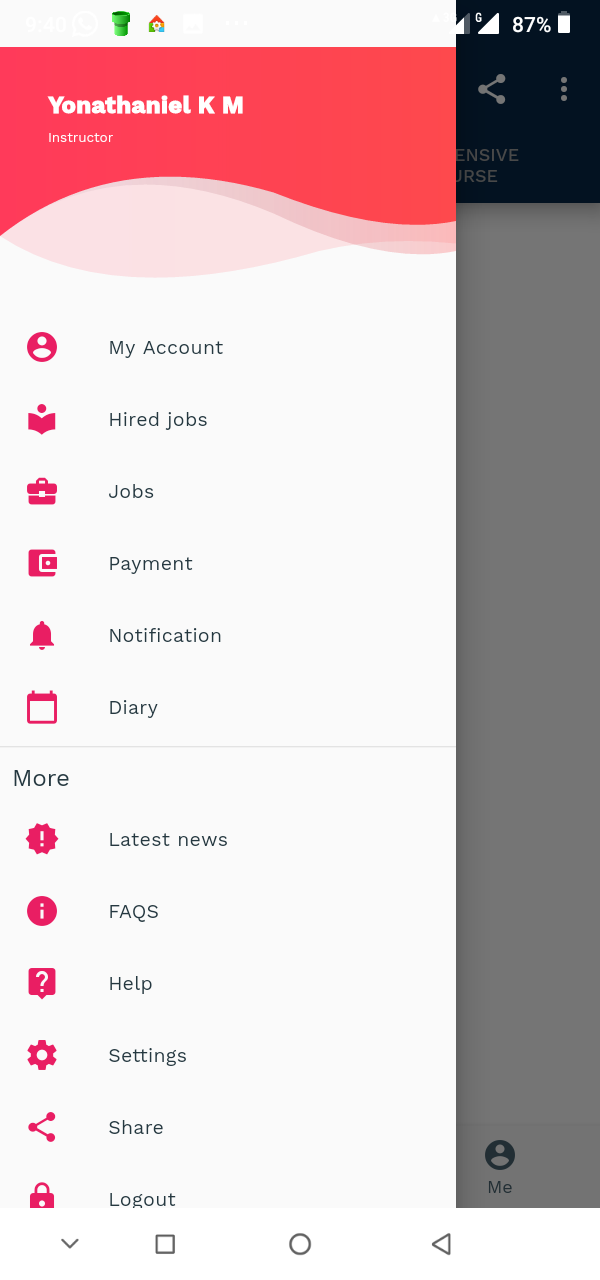 9:40
G 87%
Yonathaniel K M
Instructor
ENSIVE
URSE
My Account
Hired jobs
Jobs
Payment
Notification
Diary
More
Latest news
FAQS
Help
Settings
Share
Logout
Me